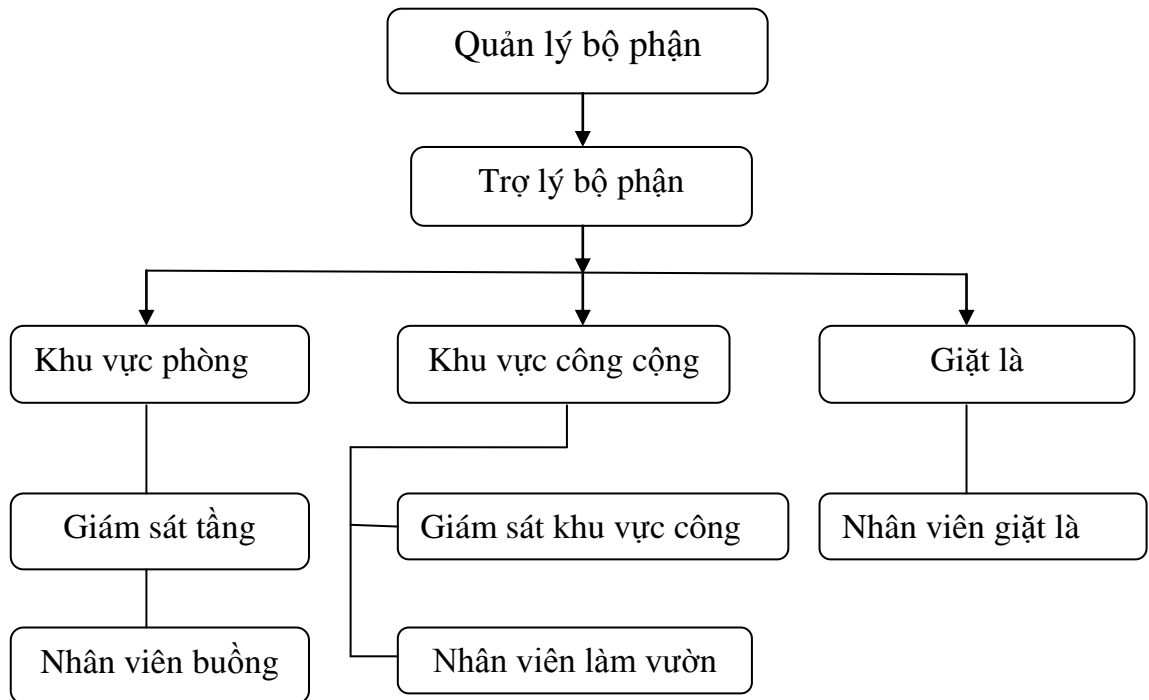 Quản lý bộ phận
Trợ lý bộ phận
Khu vực phòng
Khu vực công cộng
Giặt là
Giám sát tầng
Giám sát khu vực công
Nhân viên giặt là
Nhân viên buồng
Nhân viên làm vườn